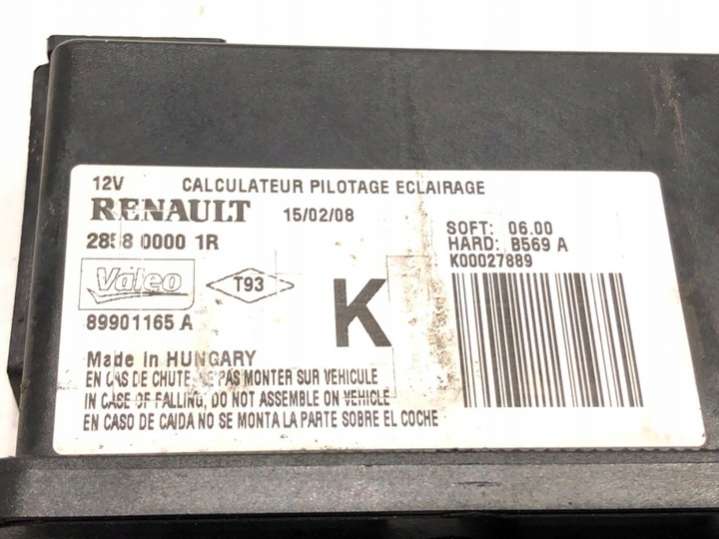 12V CALCULATEUR PILOTAGE ECLAIRAGE
RENAULT 15/02/08
0000 1R
Valeo
T93
89901165 A
K
SOFT: 06.00
HARD: B569 A
K00027889
Made in HUNGARY
EN CAS DE CHUTE, NE PAS MONTER SUR VEHICULE
IN CASE OF FALLING, DO NOT ASSEMBLE ON VEHICLE
EN CASO DE CAIDA NO SE MONTA LA PARTE SOBRE EL COCHE